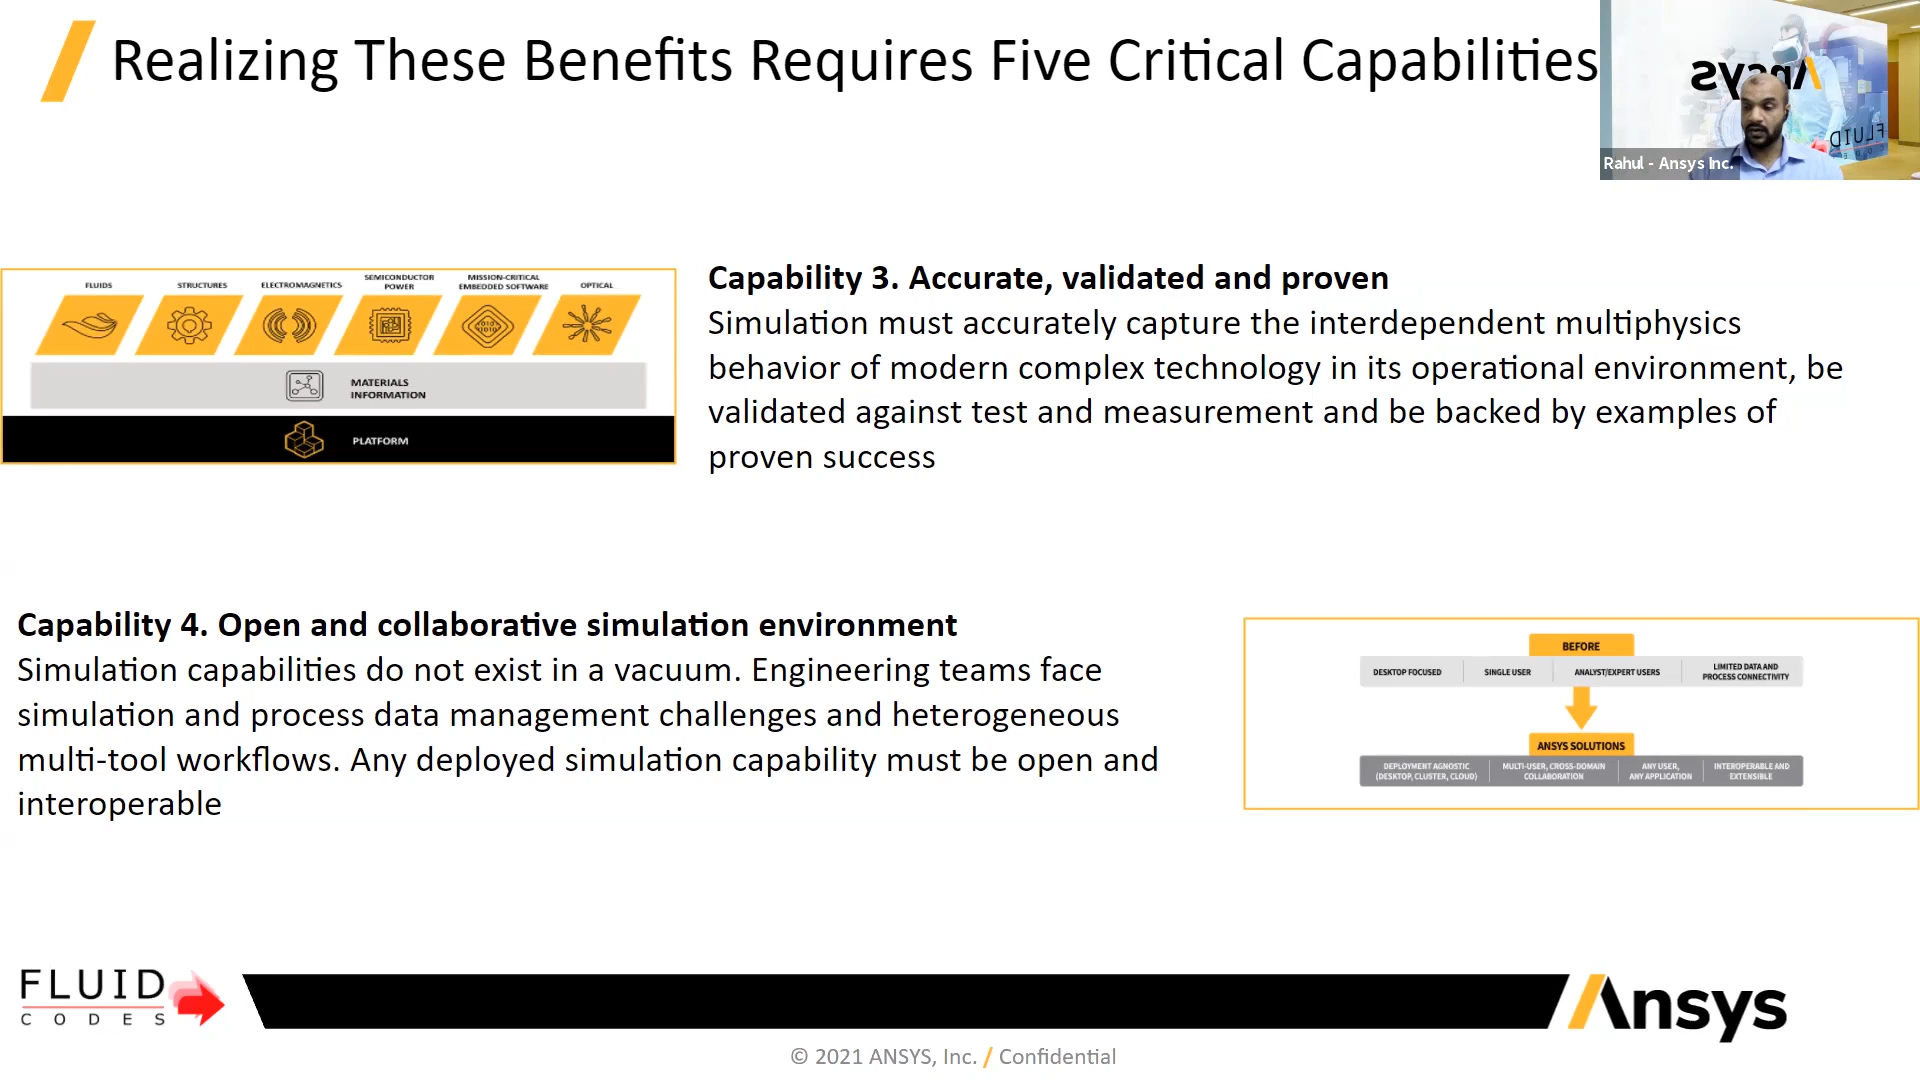 Realizing These Benefits Requires Five Critical Capabilities
Ansys
FLUID
Rahul - Ansys Inc.
FLUIDS
STRUCTURES
ELECTROMAGNETICS
SEMICONDUCTOR
POWER
MISSION-CRITICAL
EMBEDDED SOFTWARE
OPTICAL
MATERIALS
INFORMATION
PLATFORM
Capability 3. Accurate, validated and proven
Simulation must accurately capture the interdependent multiphysics
behavior of modern complex technology in its operational environment, be
validated against test and measurement and be backed by examples of
proven success
Capability 4. Open and collaborative simulation environment
Simulation capabilities do not exist in a vacuum. Engineering teams face
simulation and process data management challenges and heterogeneous
multi-tool workflows. Any deployed simulation capability must be open and
interoperable
BEFORE
DESKTOP FOCUSED
SINGLE USER
ANALYST/EXPERT USERS
LIMITED DATA AND
PROCESS CONNECTIVITY
ANSYS SOLUTIONS
DEPLOYMENT AGNOSTIC
(DESKTOP, CLUSTER, CLOUD)
MULTI-USER, CROSS-DOMAIN
COLLABORATION
ANY USER,
ANY APPLICATION
INTEROPERABLE AND
EXTENSIBLE
FLUID
CODES
Ansys
© 2021 ANSYS, Inc. / Confidential